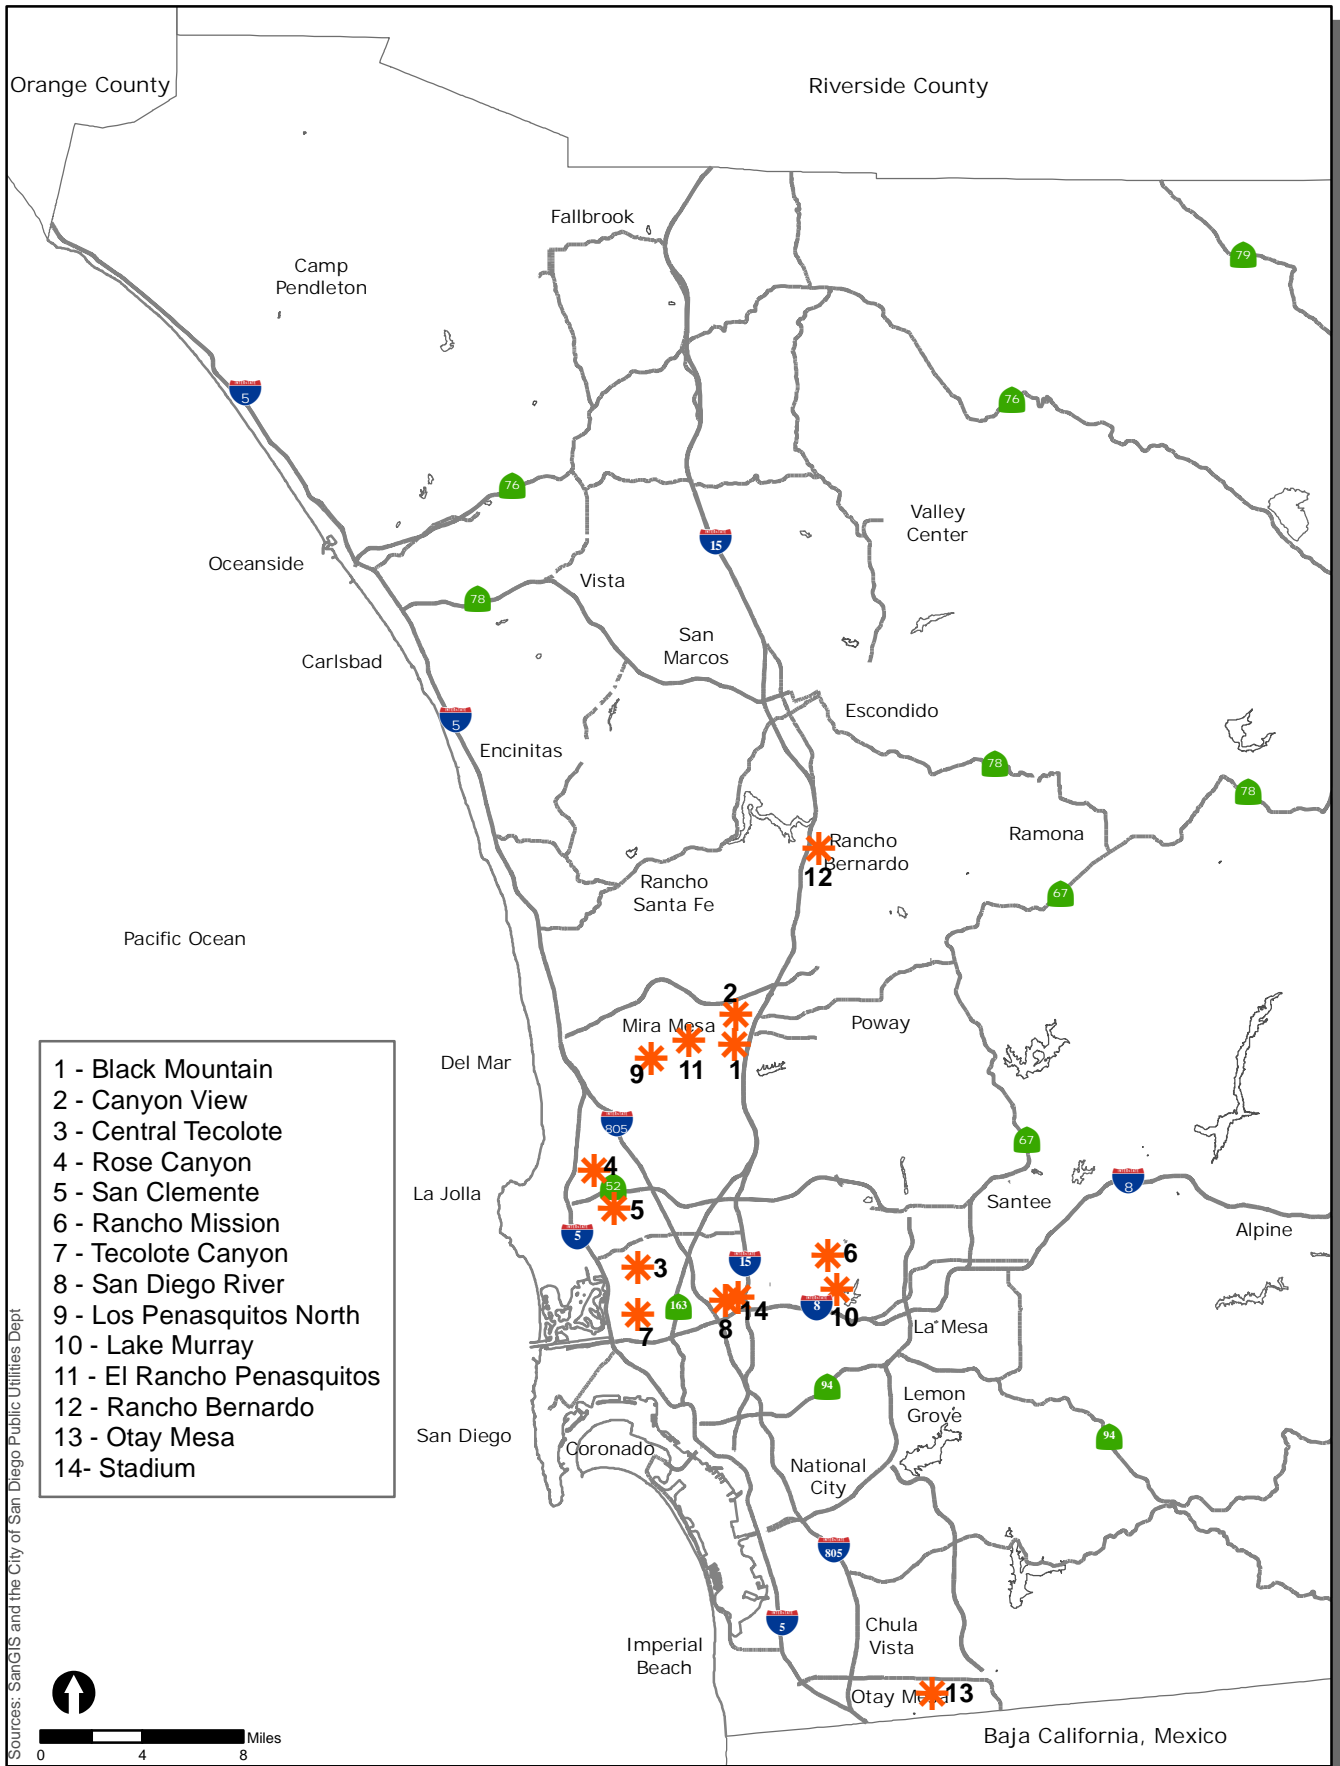 Orange County
Riverside County
Fallbrook
79
Camp
Pendleton
5
76
76
Valley
Center
15
Oceanside
Vista
78
San
Marcos
Carlsbad
Escondido
5
Encinitas
78
78
Rancho
Bernardo
12
Ramona
Rancho
Santa Fe
67
Pacific Ocean
2
Mira Mesa
Poway
Del Mar
9
11
1
805
67
4
52
La Jolla
5
Santee
8
5
Alpine
3
15
6
163
14
8
10
7
8
La Mesa
94
Lemon
Grove
San Diego
Coronado
94
National
City
805
5
Chula
Vista
Imperial
Beach
Otay Mesa
13
Baja California, Mexico
1 - Black Mountain
2 - Canyon View
3 - Central Tecolote
4 - Rose Canyon
5 - San Clemente
6 - Rancho Mission
7 - Tecolote Canyon
8 - San Diego River
9 - Los Penasquitos North
10 - Lake Murray
11 - El Rancho Penasquitos
12 - Rancho Bernardo
13 - Otay Mesa
14- Stadium
Sources: SanGIS and the City of San Diego Public Utilities Dept
Miles
0 4 8